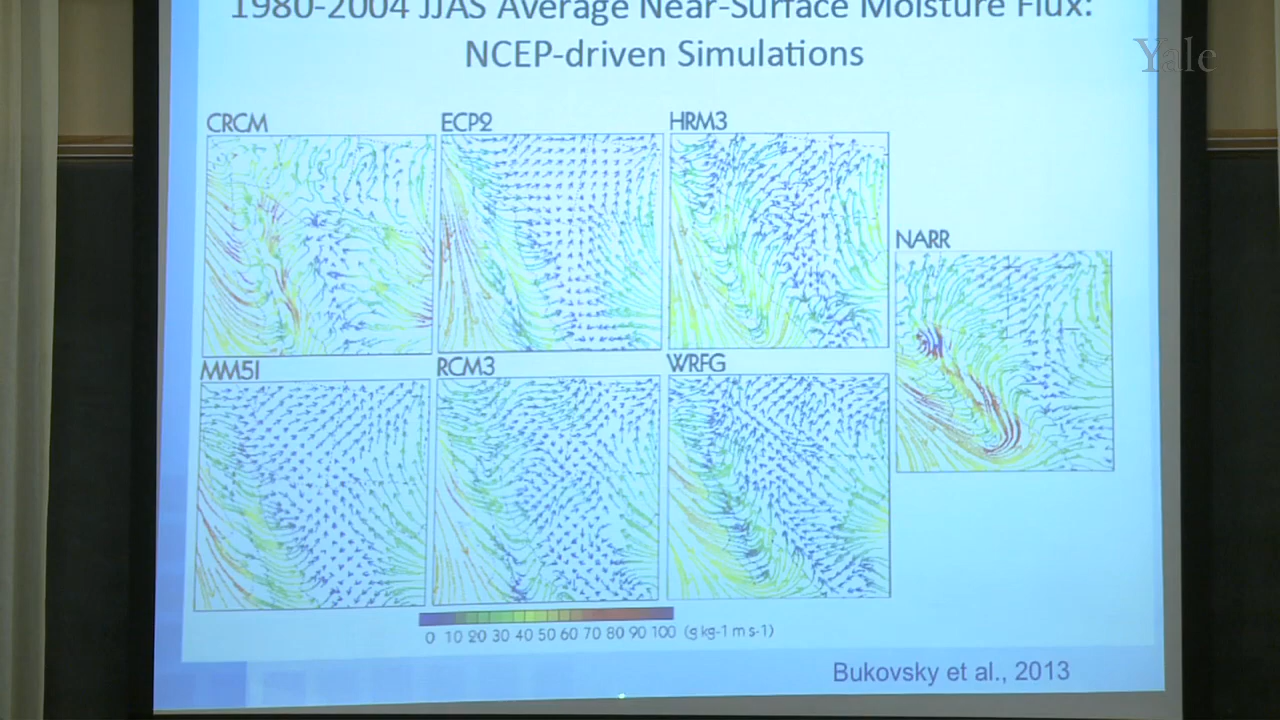 1980-2004 JJAS Average Near-Surface Moisture Flux:
NCEP-driven Simulations
Yale
CRCM
ECP2
HRM3
NARR
MM5I
RCM3
WRFG
0 10 20 30 40 50 60 70 80 90 100 (g kg-1 m s-1)
Bukovsky et al., 2013